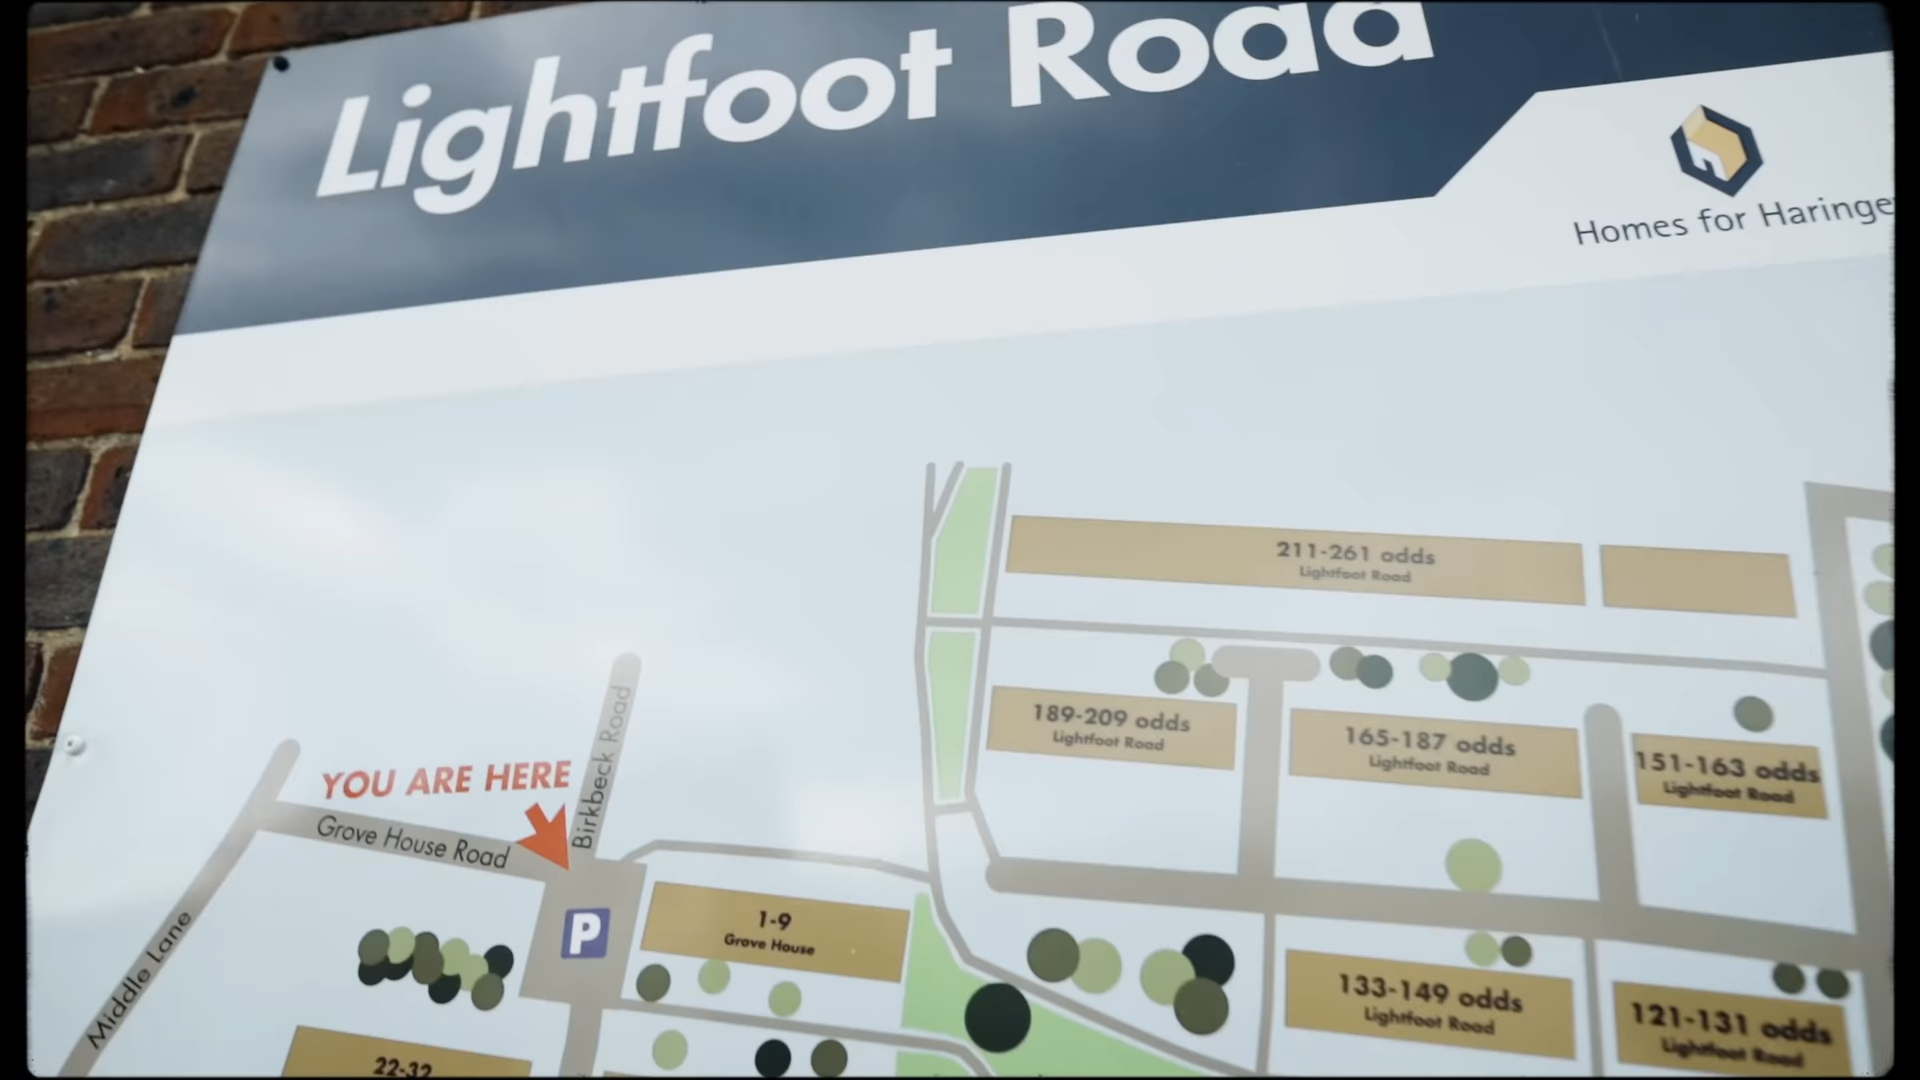 Lightfoot Road
Homes for Haringe
211-261 odds
Lightfoot Road
189-209 odds
Lightfoot Road
165-187 odds
Lightfoot Road
151-163 odds
Lightfoot Road
YOU ARE HERE
Birkbeck Road
Grove House Road
Middle Lane
P
1-9
Grove House
133-149 odds
Lightfoot Road
121-131 odds
Lightfoot Road
22-32